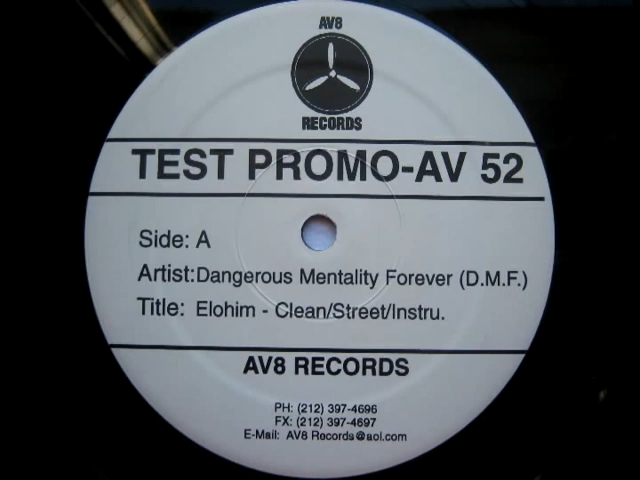 AV8
RECORDS
TEST PROMO-AV 52
Side: A
Artist:Dangerous Mentality Forever (D.M.F.)
Title: Elohim - Clean/Street/Instru.
AV8 RECORDS
PH: (212) 397-4696
FX: (212) 397-4697
E-Mail: AV8 Records@aol.com